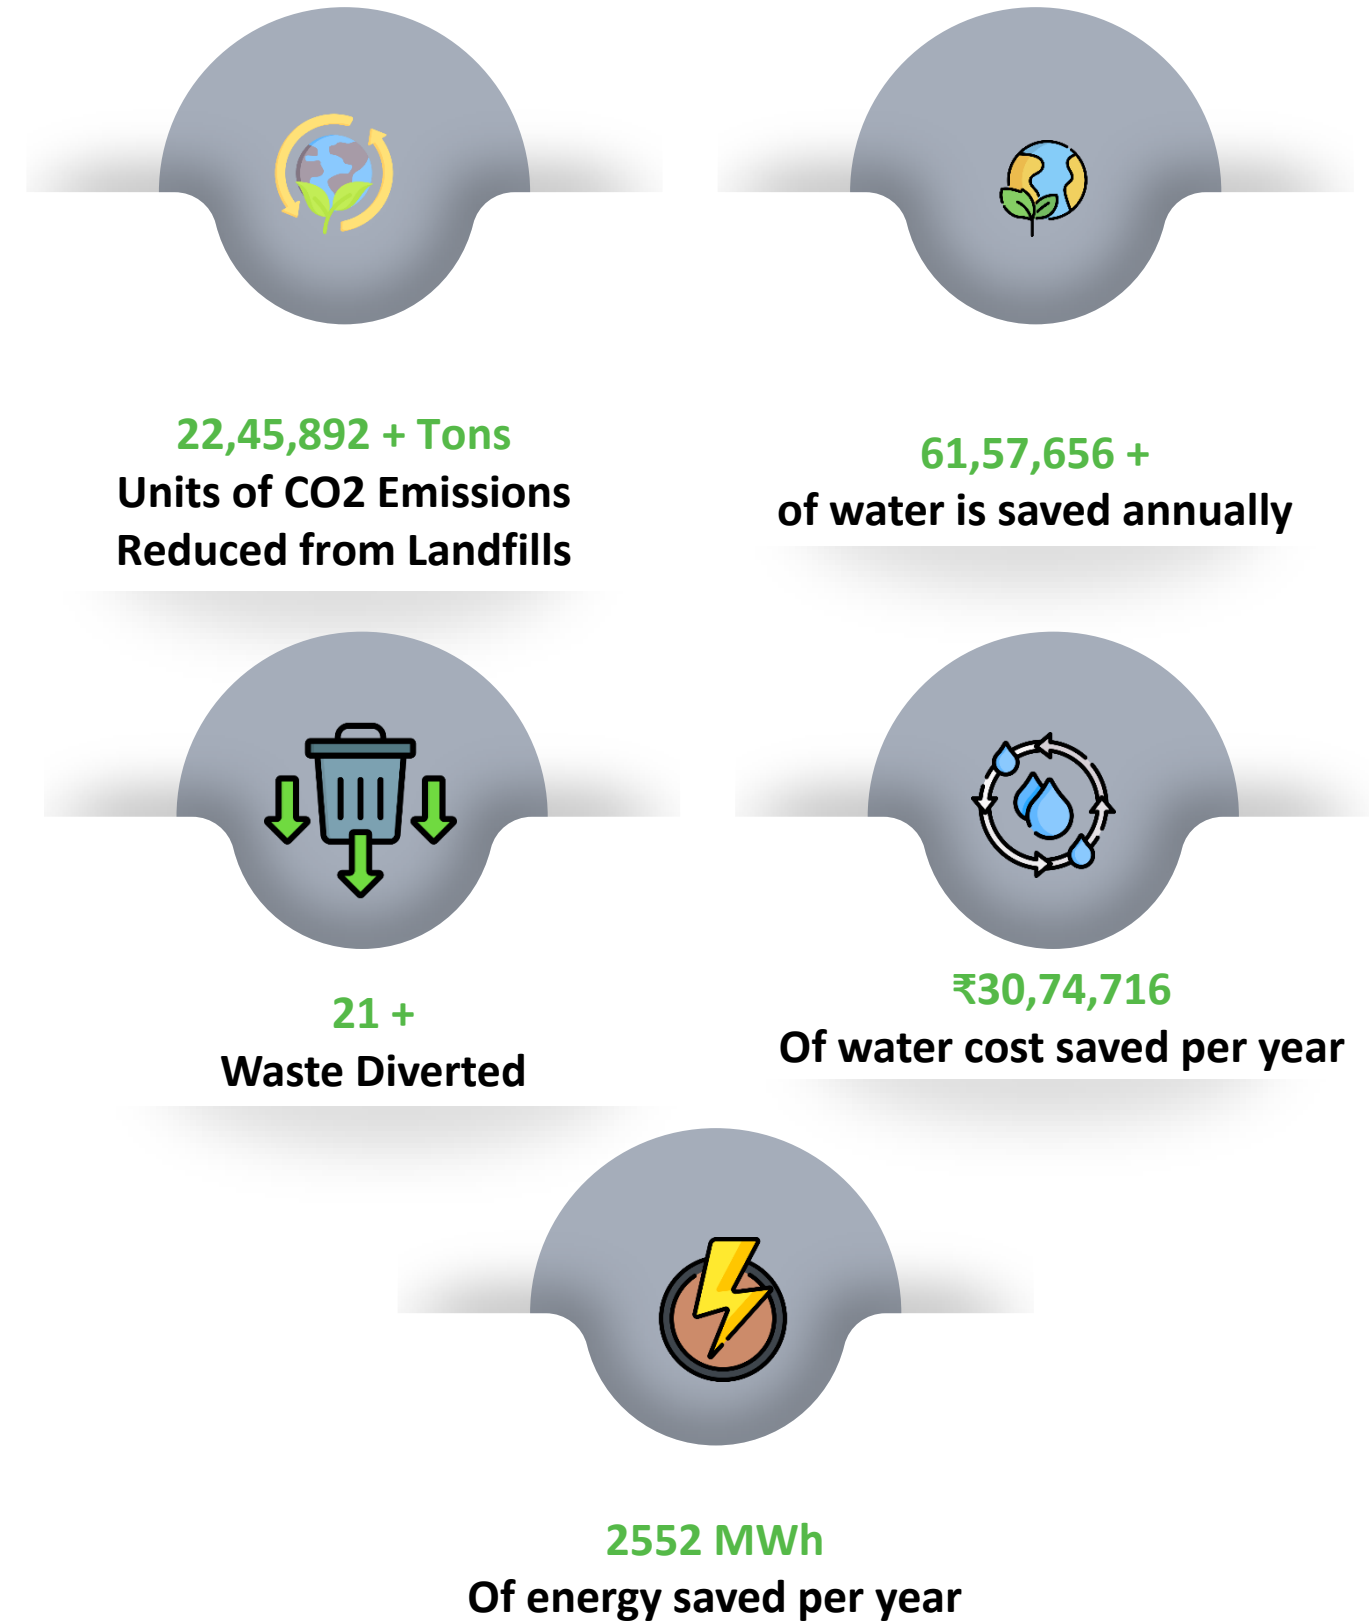 22,45,892 + Tons
Units of CO2 Emissions
Reduced from Landfills
61,57,656 +
of water is saved annually
21 +
Waste Diverted
₹30,74,716
Of water cost saved per year
2552 MWh
Of energy saved per year